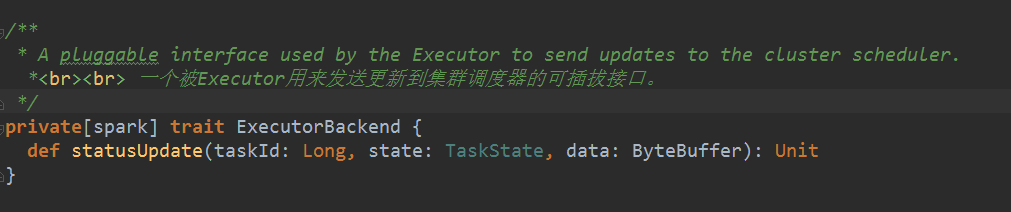 /**
 * A pluggable interface used by the Executor to send updates to the cluster scheduler.
 *<br><br> 一个被Executor用来发送更新到集群调度器的可插拔接口。
 */
private[spark] trait ExecutorBackend {
  def statusUpdate(taskId: Long, state: TaskState, data: ByteBuffer): Unit
}